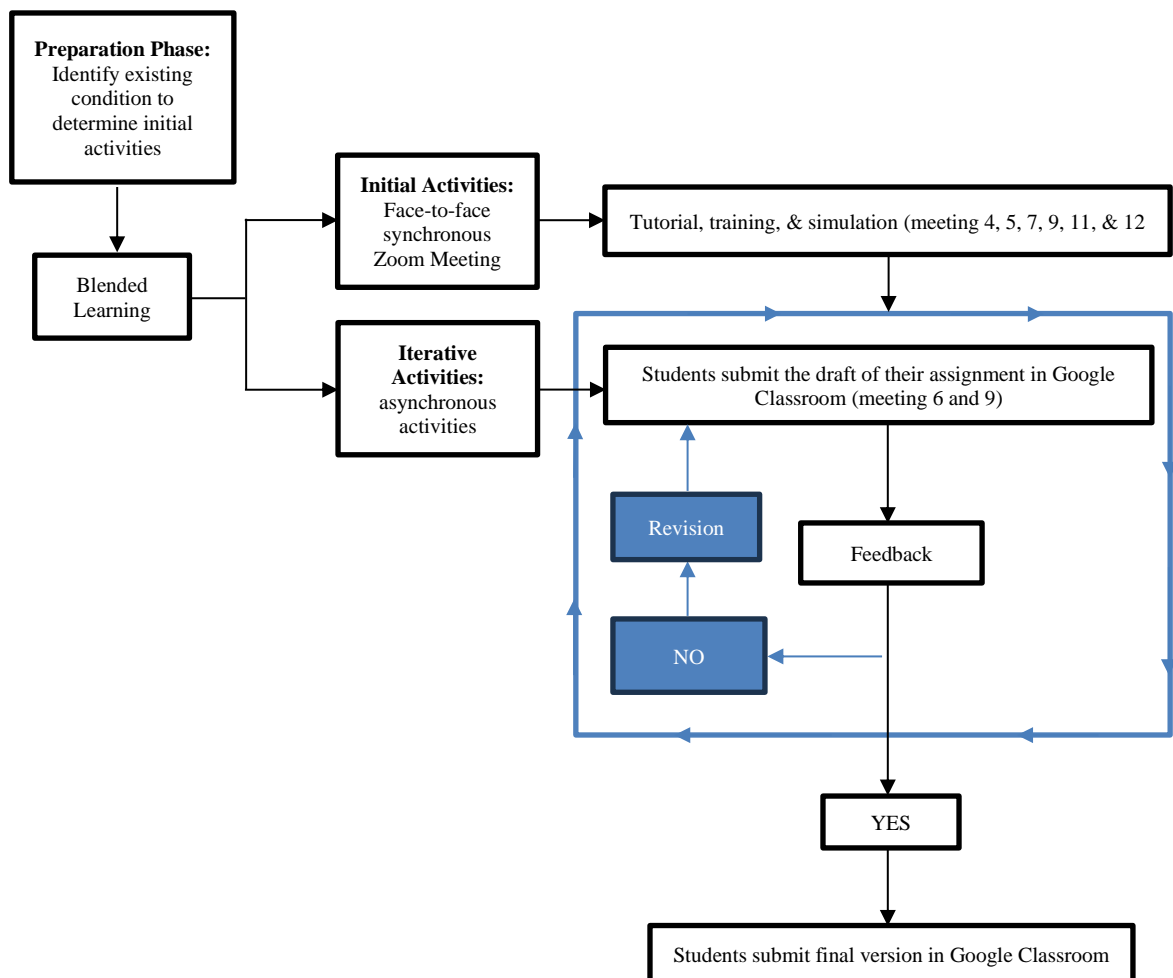 Preparation Phase:
Identify existing
condition to
determine initial
activities
Blended
Learning
Initial Activities:
Face-to-face
synchronous
Zoom Meeting
Tutorial, training, & simulation (meeting 4, 5, 7, 9, 11, & 12
Iterative
Activities:
asynchronous
activities
Students submit the draft of their assignment in Google
Classroom (meeting 6 and 9)
Revision
Feedback
NO
YES
Students submit final version in Google Classroom